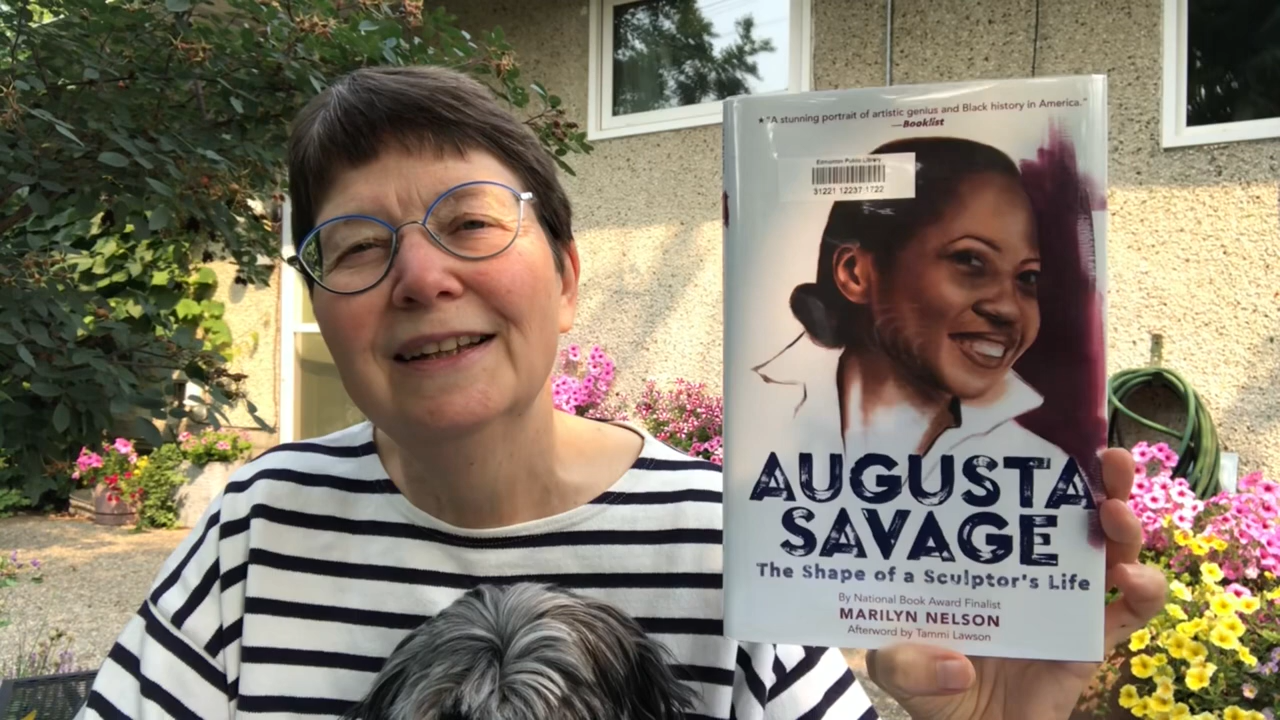 ★"A stunning portrait of artistic genius and Black history in America."
—Booklist
Edmonton Public Library
31221 12237 1722
AUGUSTA
SAVAGE
The Shape of a Sculptor's Life
By National Book Award Finalist
MARILYN NELSON
Afterword by Tammi Lawson